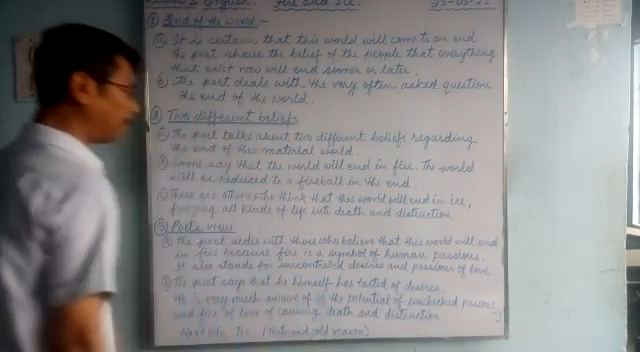 Fire and Ice.
① End of the world -
ⓐ It is certain that this world will come to an end
the poet shares the belief of the people that everything
that exist now will end sooner or later.
ⓑ The poet deals with the very often asked question
the end of the world.
② Two different beliefs
ⓐ The poet talks about two different beliefs regarding
the end of the material world.
ⓑ Some say that the world will end in fire. The world
will be reduced to a fireball in the end.
ⓒ There are others who think that this world will end in ice,
freezing all kinds of life into death and distruction
③ Poets view
ⓐ The poet sides with those who believe that this world will end
in fire because fire is a symbol of human passions.
It also stands for uncontrolled desires and passions of love
ⓑ The poet says that he himself has tasted of desires.
He is very much aware of the potential of unchecked passions
and fire of love of causing death and distruction.